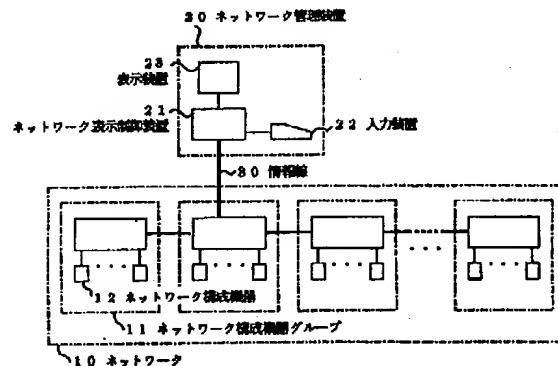 20 ネットワーク管理装置
23
表示装置
21
ネットワーク表示制御装置
22 入力装置
30 情報線
12 ネットワーク構成機器
11 ネットワーク構成機器グループ
10 ネットワーク